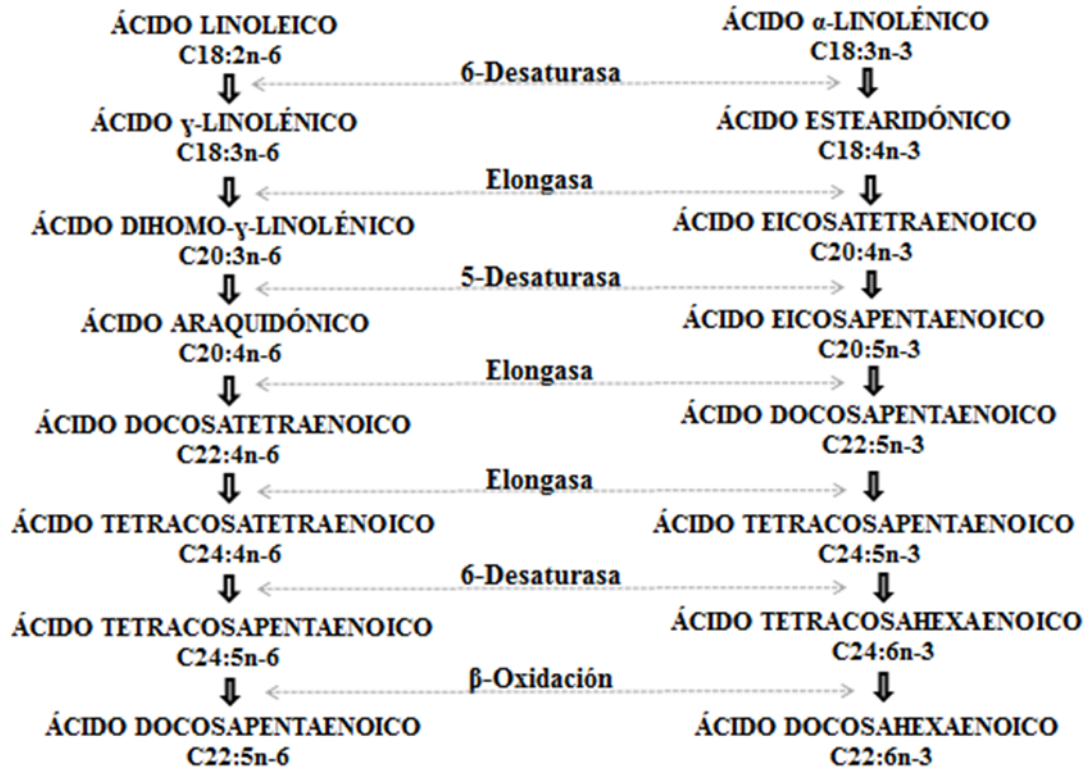 ÁCIDO LINOLEICO
C18:2n-6
ÁCIDO α-LINOLÉNICO
C18:3n-3
6-Desaturasa
ÁCIDO ɣ-LINOLÉNICO
C18:3n-6
ÁCIDO ESTEARIDÓNICO
C18:4n-3
Elongasa
ÁCIDO DIHOMO-ɣ-LINOLÉNICO
C20:3n-6
ÁCIDO EICOSATETRAENOICO
C20:4n-3
5-Desaturasa
ÁCIDO ARAQUIDÓNICO
C20:4n-6
ÁCIDO EICOSAPENTAENOICO
C20:5n-3
Elongasa
ÁCIDO DOCOSATETRAENOICO
C22:4n-6
ÁCIDO DOCOSAPENTAENOICO
C22:5n-3
Elongasa
ÁCIDO TETRACOSATETRAENOICO
C24:4n-6
ÁCIDO TETRACOSAPENTAENOICO
C24:5n-3
6-Desaturasa
ÁCIDO TETRACOSAPENTAENOICO
C24:5n-6
ÁCIDO TETRACOSAHEXAENOICO
C24:6n-3
β-Oxidación
ÁCIDO DOCOSAPENTAENOICO
C22:5n-6
ÁCIDO DOCOSAHEXAENOICO
C22:6n-3